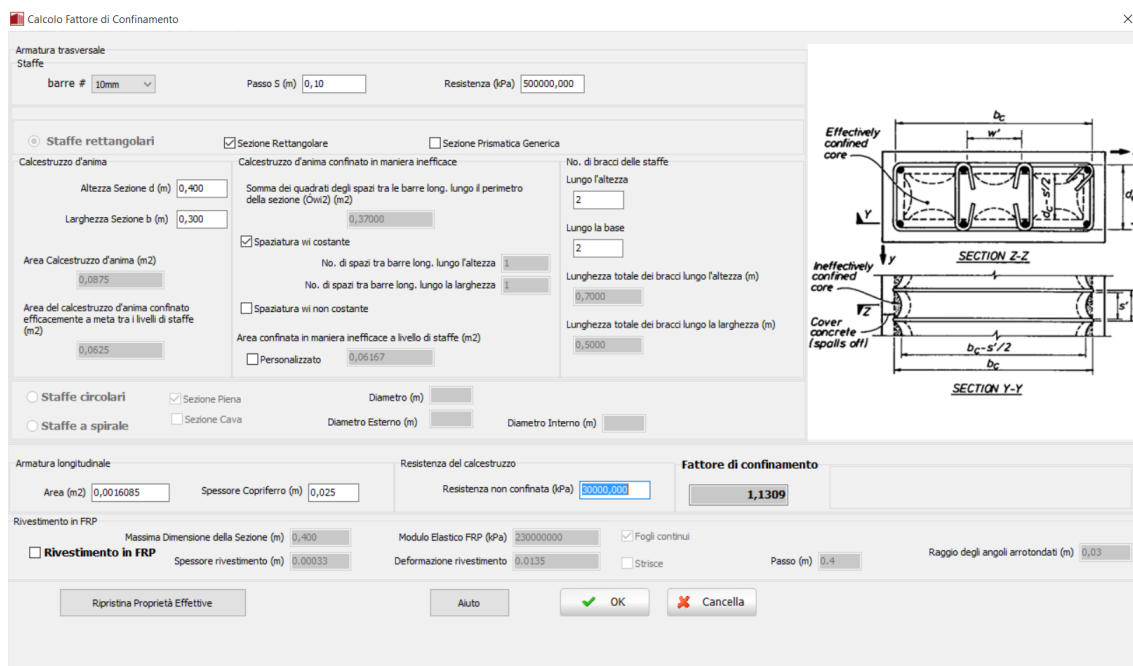 Calcolo Fattore di Confinamento
Armatura trasversale
Staffe
barre # 10mm Passo S (m) 0,10 Resistenza (kPa) 500000,000
Staffe rettangolari Sezione Rettangolare Sezione Prismatica Generica
Calcestruzzo d'anima
Altezza Sezione d (m) 0,400
Larghezza Sezione b (m) 0,300
Area Calcestruzzo d'anima (m2)
0,0875
Area del calcestruzzo d'anima confinato
efficacemente a meta tra i livelli di staffe
(m2)
0,0625
Calcestruzzo d'anima confinato in maniera inefficace
Somma dei quadrati degli spazi tra le barre long. lungo il perimetro
della sezione (Ówi2) (m2)
0,37000
Spaziatura wi costante
No. di spazi tra barre long. lungo l'altezza 1
No. di spazi tra barre long. lungo la larghezza 1
Spaziatura wi non costante
Area confinata in maniera inefficace a livello di staffe (m2)
Personalizzato 0,06167
No. di bracci delle staffe
Lungo l'altezza
2
Lungo la base
2
Lunghezza totale dei bracci lungo l'altezza (m)
0,7000
Lunghezza totale dei bracci lungo la larghezza (m)
0,5000
Staffe circolari Sezione Piena Diametro (m)
Staffe a spirale Sezione Cava Diametro Esterno (m) Diametro Interno (m)
bc
w'
Effectively
confined
core
dc-s'/2
Y
SECTION Z-Z
y
Ineffectively
confined
core
Z
s'
Cover
concrete
(spalls off)
bc-s'/2
bc
SECTION Y-Y
Armatura longitudinale
Area (m2) 0,0016085 Spessore Copriferro (m) 0,025
Resistenza del calcestruzzo
Resistenza non confinata (kPa) 30000,000
Fattore di confinamento
1,1309
Rivestimento in FRP
Rivestimento in FRP
Massima Dimensione della Sezione (m) 0,400 Modulo Elastico FRP (kPa) 230000000 Fogli continui
Spessore rivestimento (m) 0.00033 Deformazione rivestimento 0.0135 Strisce Passo (m) 0.4 Raggio degli angoli arrotondati (m) 0,03
Ripristina Proprietà Effettive Aiuto OK Cancella